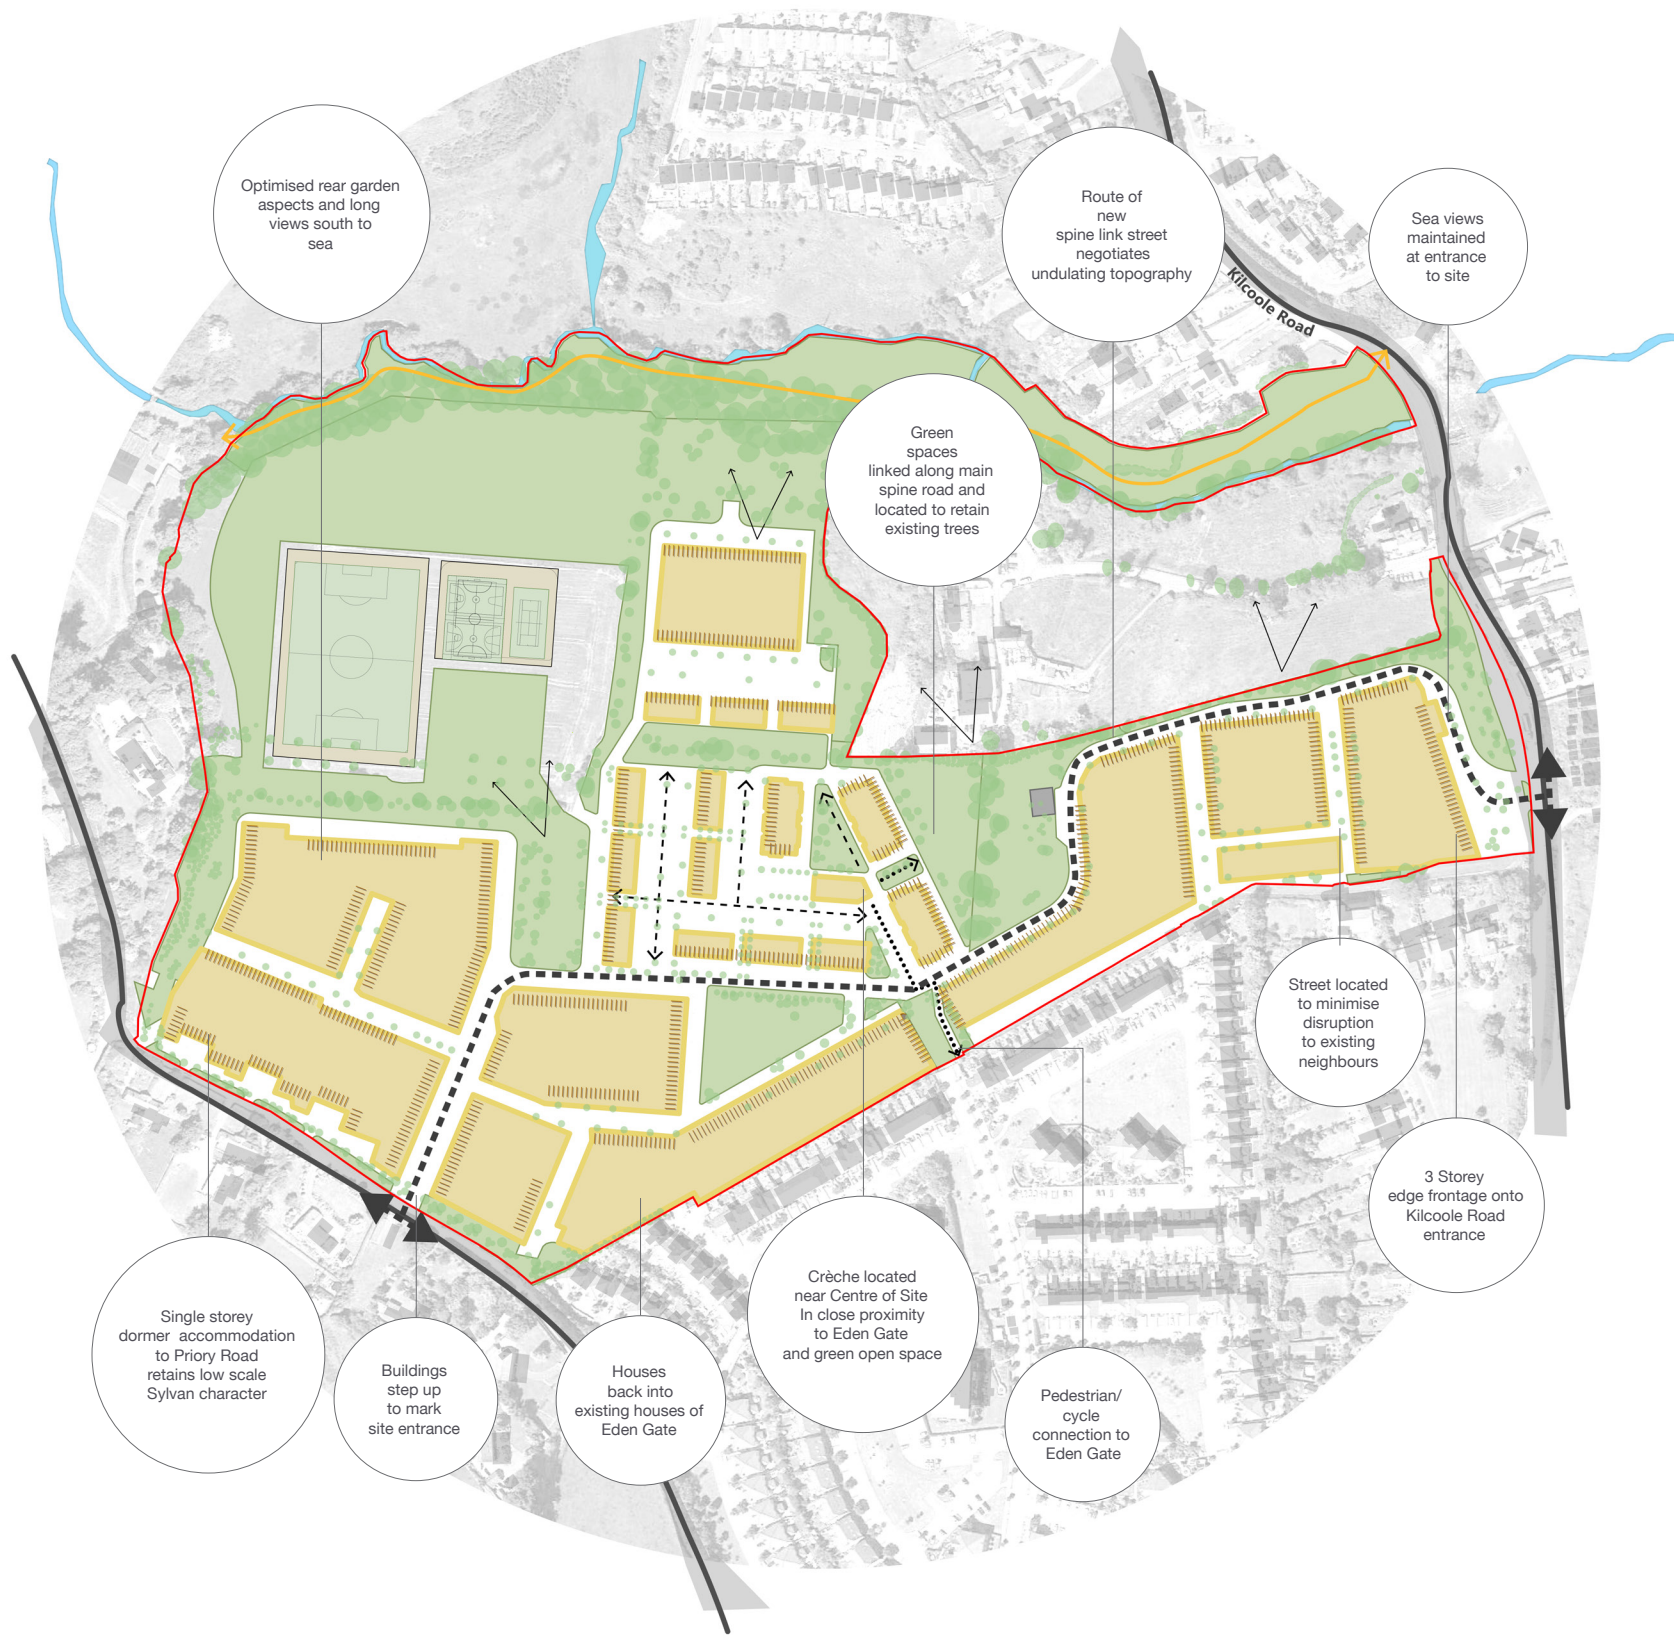 Optimised rear garden
aspects and long
views south to
sea
Route of
new
spine link street
negotiates
undulating topography
Sea views
maintained
at entrance
to site
Kilcoole Road
Green
spaces
linked along main
spine road and
located to retain
existing trees
Street located
to minimise
disruption
to existing
neighbours
3 Storey
edge frontage onto
Kilcoole Road
entrance
Single storey
dormer accommodation
to Priory Road
retains low scale
Sylvan character
Buildings
step up
to mark
site entrance
Houses
back into
existing houses of
Eden Gate
Crèche located
near Centre of Site
In close proximity
to Eden Gate
and green open space
Pedestrian/
cycle
connection to
Eden Gate